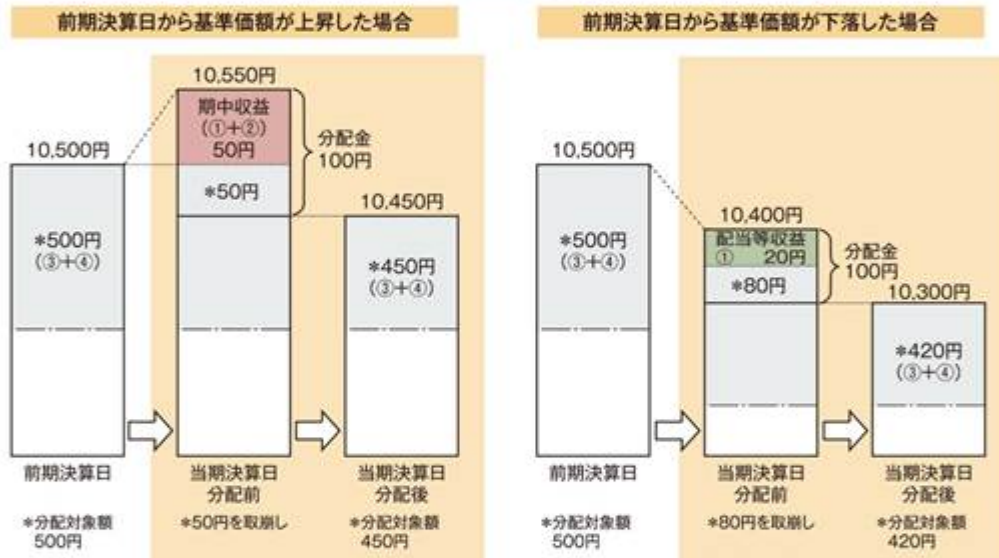 前期決算日から基準価額が上昇した場合
10,550円
期中収益
(①+②)
50円
分配金
100円
10,500円
*50円
10,450円
*500円
(③+④)
*450円
(③+④)
前期決算日
当期決算日
分配前
当期決算日
分配後
*分配対象額
500円
*50円を取崩し
*分配対象額
450円
前期決算日から基準価額が下落した場合
10,500円
10,400円
配当等収益
① 20円
分配金
100円
*500円
(③+④)
*80円
10,300円
*420円
(③+④)
前期決算日
当期決算日
分配前
当期決算日
分配後
*分配対象額
500円
*80円を取崩し
*分配対象額
420円